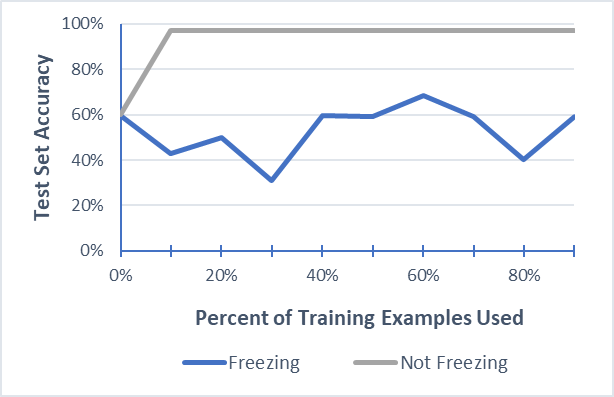 100%
80%
60%
40%
20%
0%
Test Set Accuracy
0% 20% 40% 60% 80%
Percent of Training Examples Used
Freezing Not Freezing